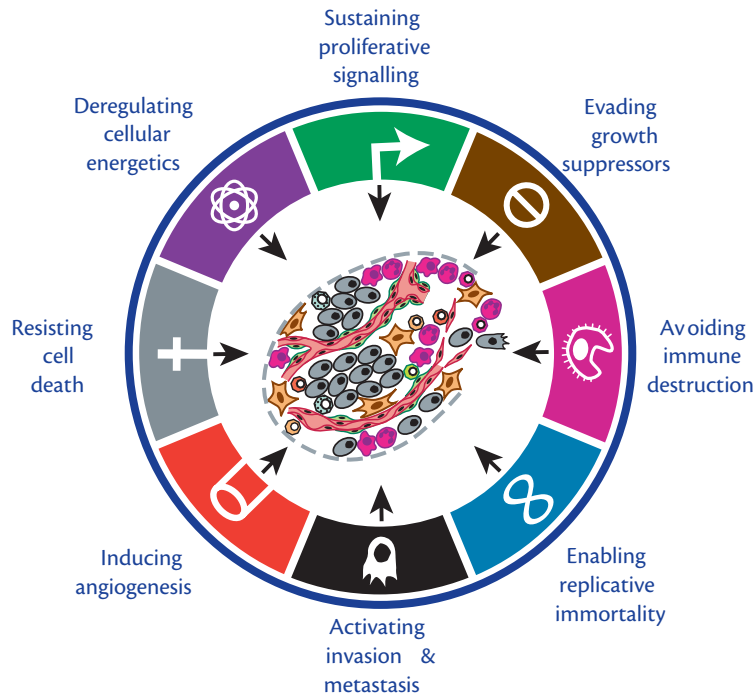 Sustaining
proliferative
signalling
Evading
growth
suppressors
Avoiding
immune
destruction
Enabling
replicative
immortality
Activating
invasion &
metastasis
Inducing
angiogenesis
Resisting
cell
death
Deregulating
cellular
energetics